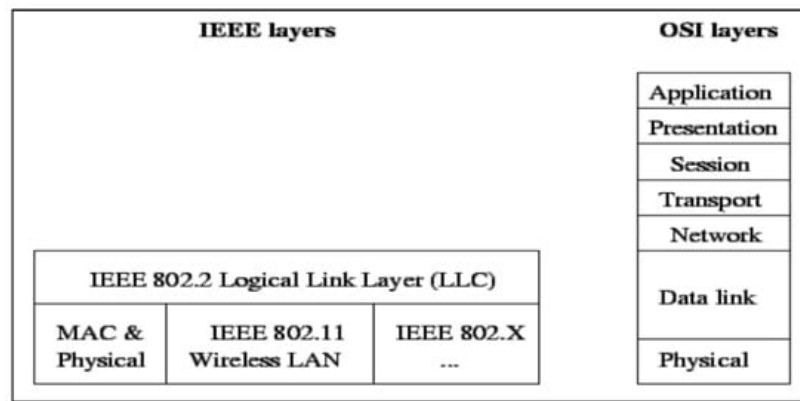 IEEE layers
OSI layers
Application
Presentation
Session
Transport
Network
Data link
Physical
IEEE 802.2 Logical Link Layer (LLC)
MAC &
Physical
IEEE 802.11
Wireless LAN
IEEE 802.X
...